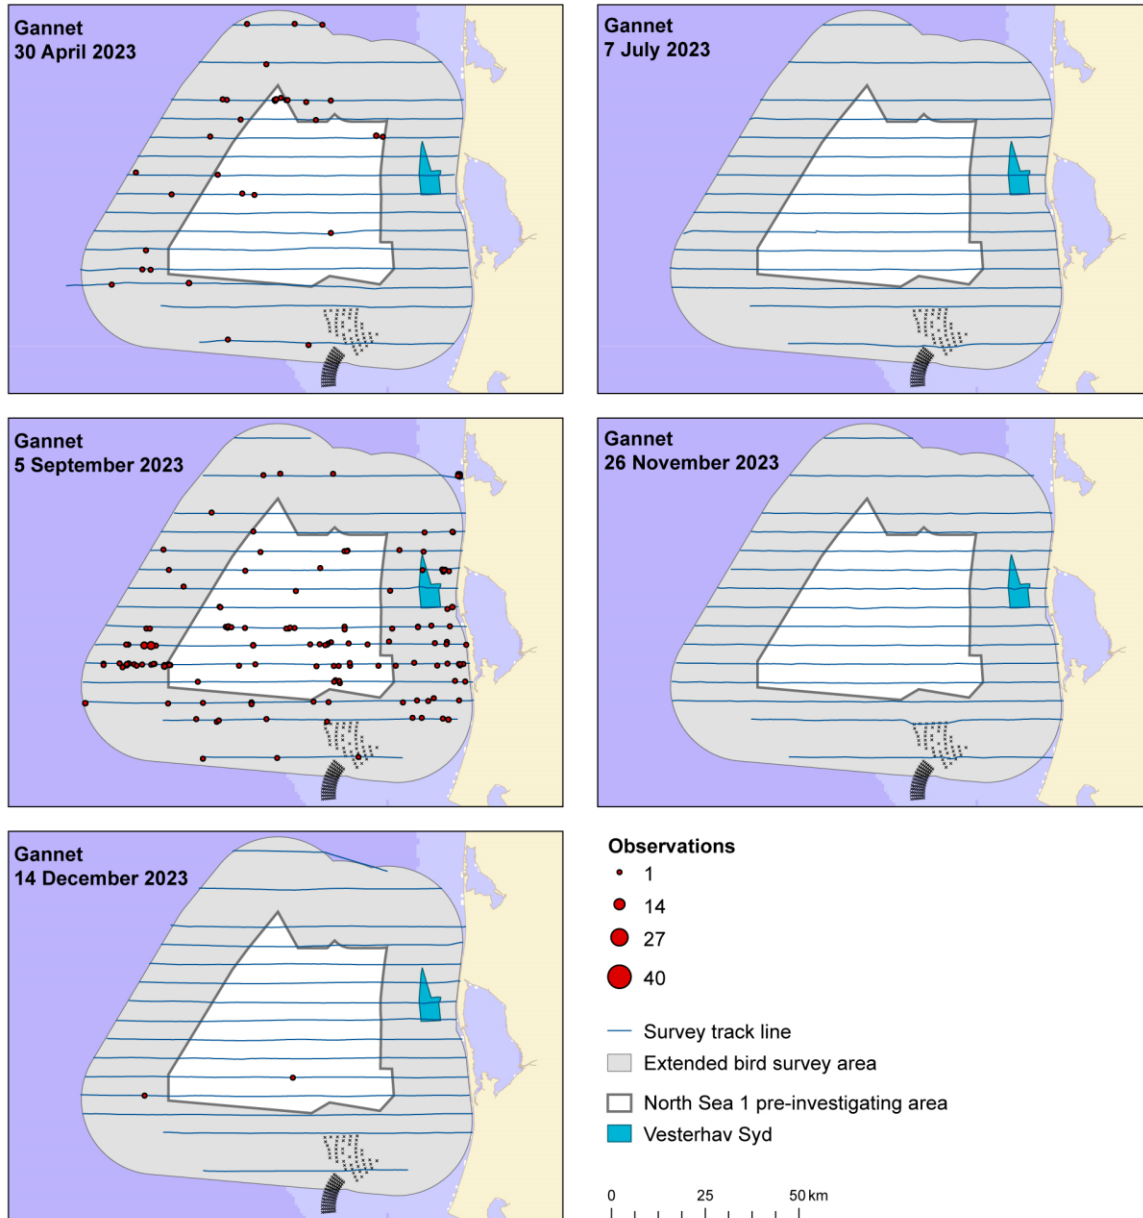 Gannet
30 April 2023
Gannet
7 July 2023
Gannet
5 September 2023
Gannet
26 November 2023
Gannet
14 December 2023
Observations
1
14
27
40
Survey track line
Extended bird survey area
North Sea 1 pre-investigating area
Vesterhav Syd
0 25 50 km